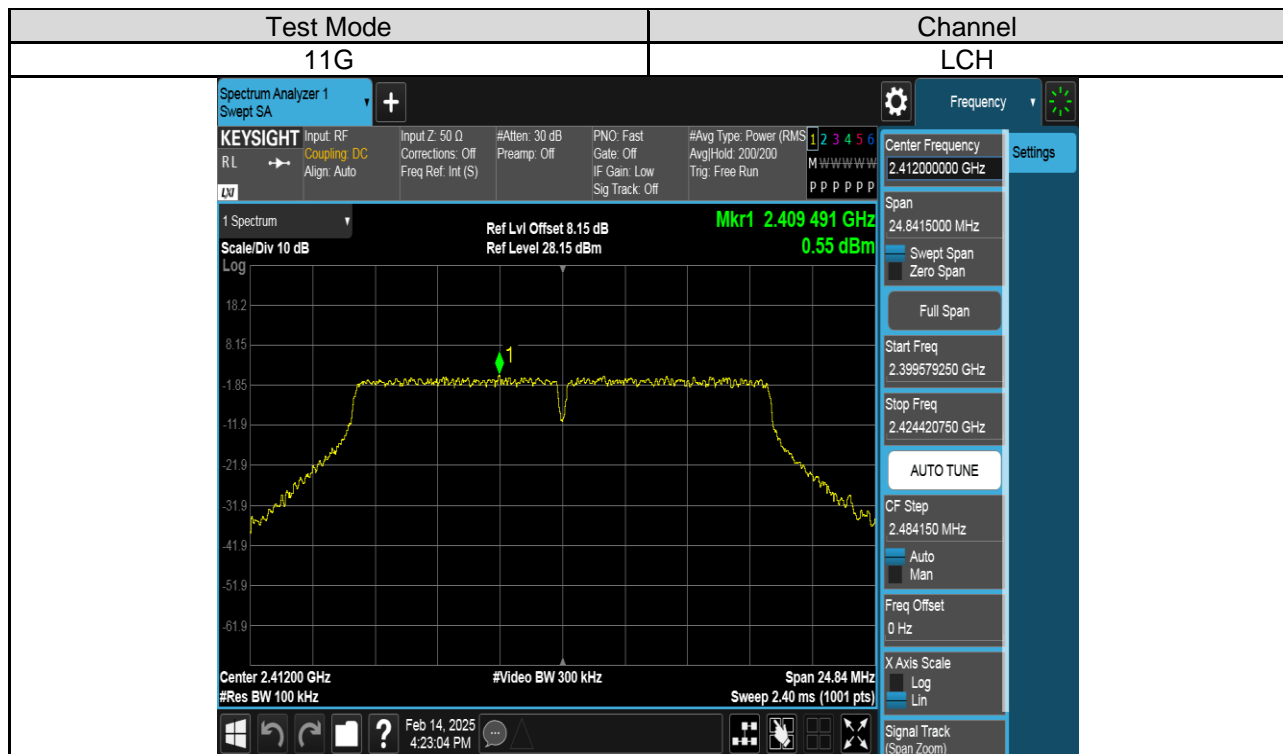 Test Mode Channel
11G LCH
Spectrum Analyzer 1
Swept SA
+
Frequency
KEYSIGHT
R L
LXI
Input: RF
Coupling: DC
Align: Auto
Input Z: 50 Ω
Corrections: Off
Freq Ref: Int (S)
#Atten: 30 dB
Preamp: Off
PNO: Fast
Gate: Off
IF Gain: Low
Sig Track: Off
#Avg Type: Power (RMS
Avg|Hold: 200/200
Trig: Free Run
1 2 3 4 5 6
M W W W W W
P P P P P P
1 Spectrum
Scale/Div 10 dB
Ref Lvl Offset 8.15 dB
Ref Level 28.15 dBm
Mkr1 2.409 491 GHz
0.55 dBm
Log
18.2
8.15
-1.85
-11.9
-21.9
-31.9
-41.9
-51.9
-61.9
1
Center 2.41200 GHz
#Res BW 100 kHz
#Video BW 300 kHz
Span 24.84 MHz
Sweep 2.40 ms (1001 pts)
?
Feb 14, 2025
4:23:04 PM
Center Frequency
2.412000000 GHz
Settings
Span
24.8415000 MHz
Swept Span
Zero Span
Full Span
Start Freq
2.399579250 GHz
Stop Freq
2.424420750 GHz
AUTO TUNE
CF Step
2.484150 MHz
Auto
Man
Freq Offset
0 Hz
X Axis Scale
Log
Lin
Signal Track
(Span Zoom)